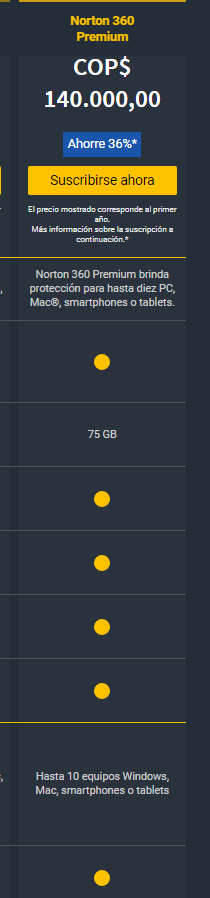 Norton 360
Premium
COP$
140.000,00
Ahorre 36%*
Suscribirse ahora
El precio mostrado corresponde al primer
año.
Más información sobre la suscripción a
continuación.*
Norton 360 Premium brinda
protección para hasta diez PC,
Mac®, smartphones o tablets.
75 GB
Hasta 10 equipos Windows,
Mac, smartphones o tablets